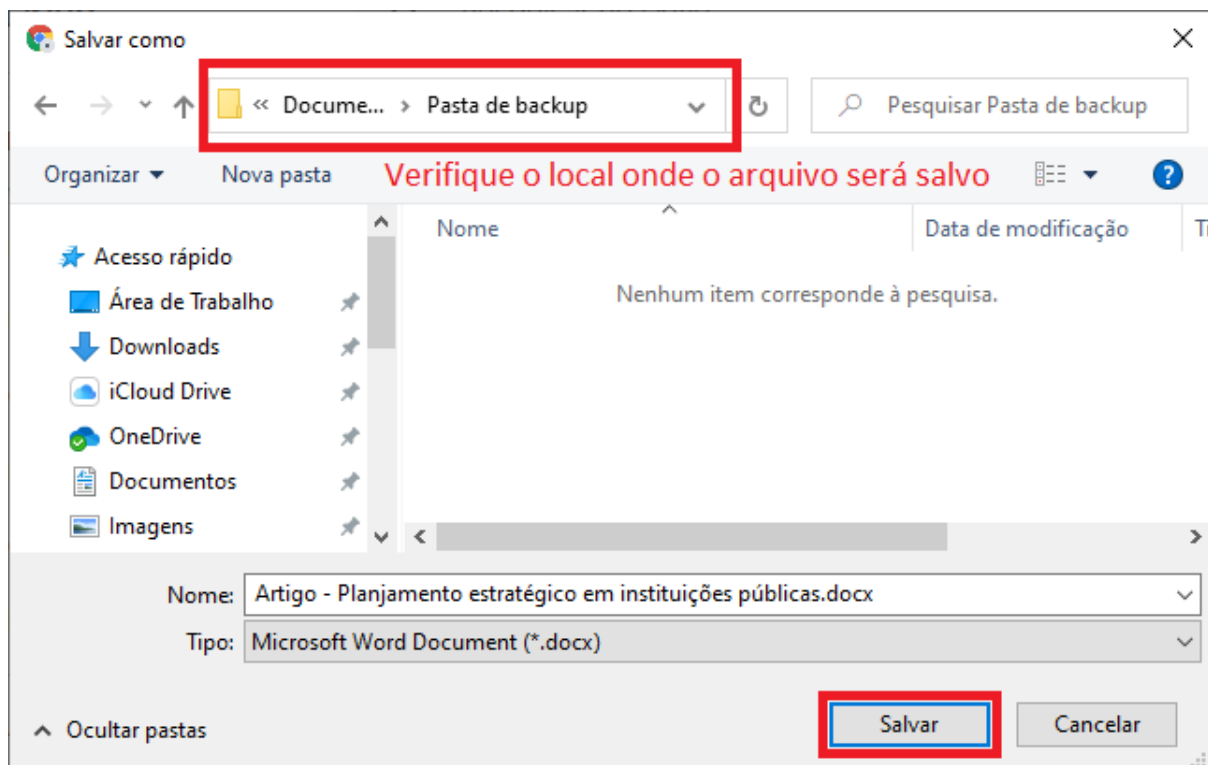 Salvar como
« Docume... › Pasta de backup
Pesquisar Pasta de backup
Organizar
Nova pasta
Verifique o local onde o arquivo será salvo
?
Nome
Data de modificação
Acesso rápido
Nenhum item corresponde à pesquisa.
Área de Trabalho
Downloads
iCloud Drive
OneDrive
Documentos
Imagens
Nome: Artigo - Planjamento estratégico em instituições públicas.docx
Tipo: Microsoft Word Document (*.docx)
Ocultar pastas
Salvar
Cancelar